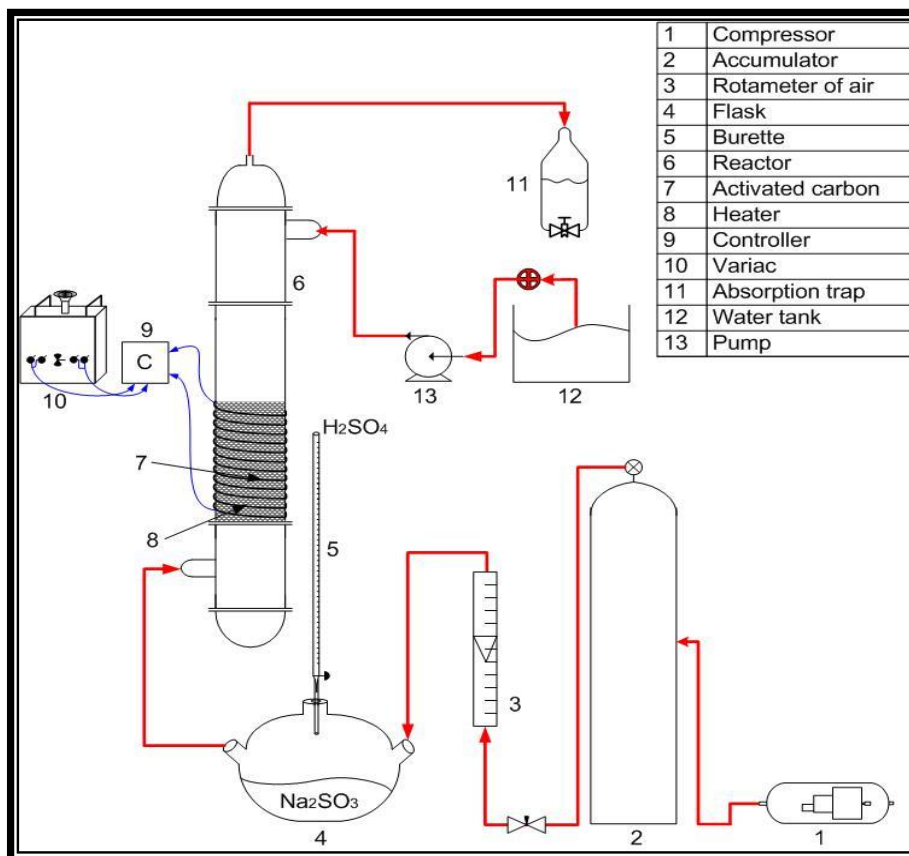 1 Compressor
2 Accumulator
3 Rotameter of air
4 Flask
5 Burette
6 Reactor
7 Activated carbon
8 Heater
9 Controller
10 Variac
11 Absorption trap
12 Water tank
13 Pump
11
6
9
C
10
13
12
H₂SO₄
7
8
5
3
Na₂SO₃
4
2
1